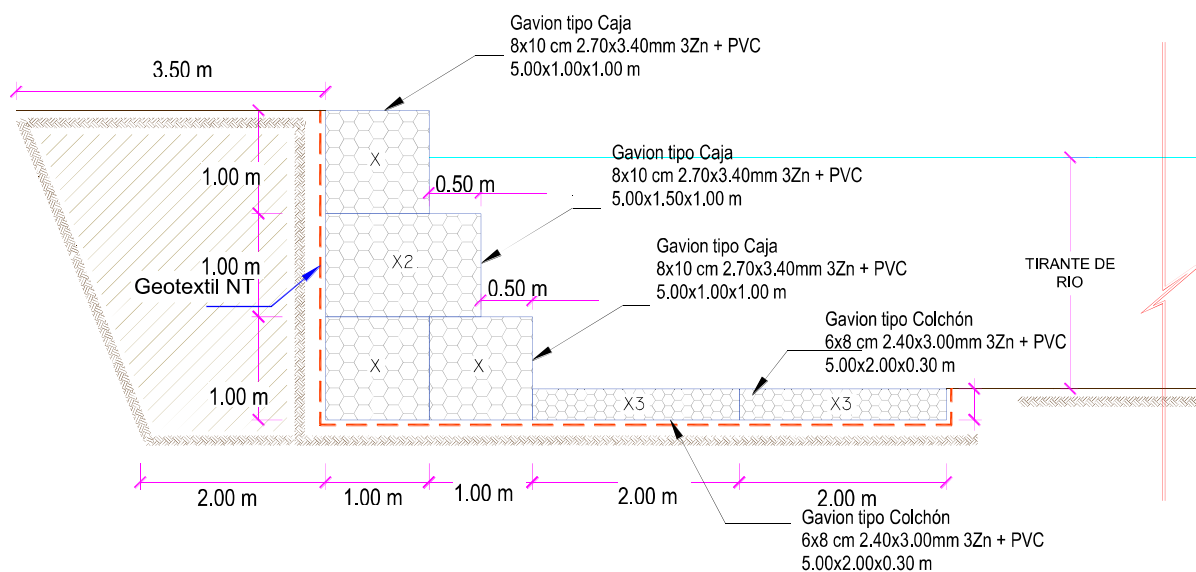 Gavion tipo Caja
8x10 cm 2.70x3.40mm 3Zn + PVC
5.00x1.00x1.00 m
3.50 m
X
1.00 m
Gavion tipo Caja
8x10 cm 2.70x3.40mm 3Zn + PVC
5.00x1.50x1.00 m
0.50 m
X2
1.00 m
Geotextil NT
Gavion tipo Caja
8x10 cm 2.70x3.40mm 3Zn + PVC
5.00x1.00x1.00 m
0.50 m
TIRANTE DE
RIO
Gavion tipo Colchón
6x8 cm 2.40x3.00mm 3Zn + PVC
5.00x2.00x0.30 m
X
X
1.00 m
X3
X3
2.00 m
1.00 m
1.00 m
2.00 m
2.00 m
Gavion tipo Colchón
6x8 cm 2.40x3.00mm 3Zn + PVC
5.00x2.00x0.30 m